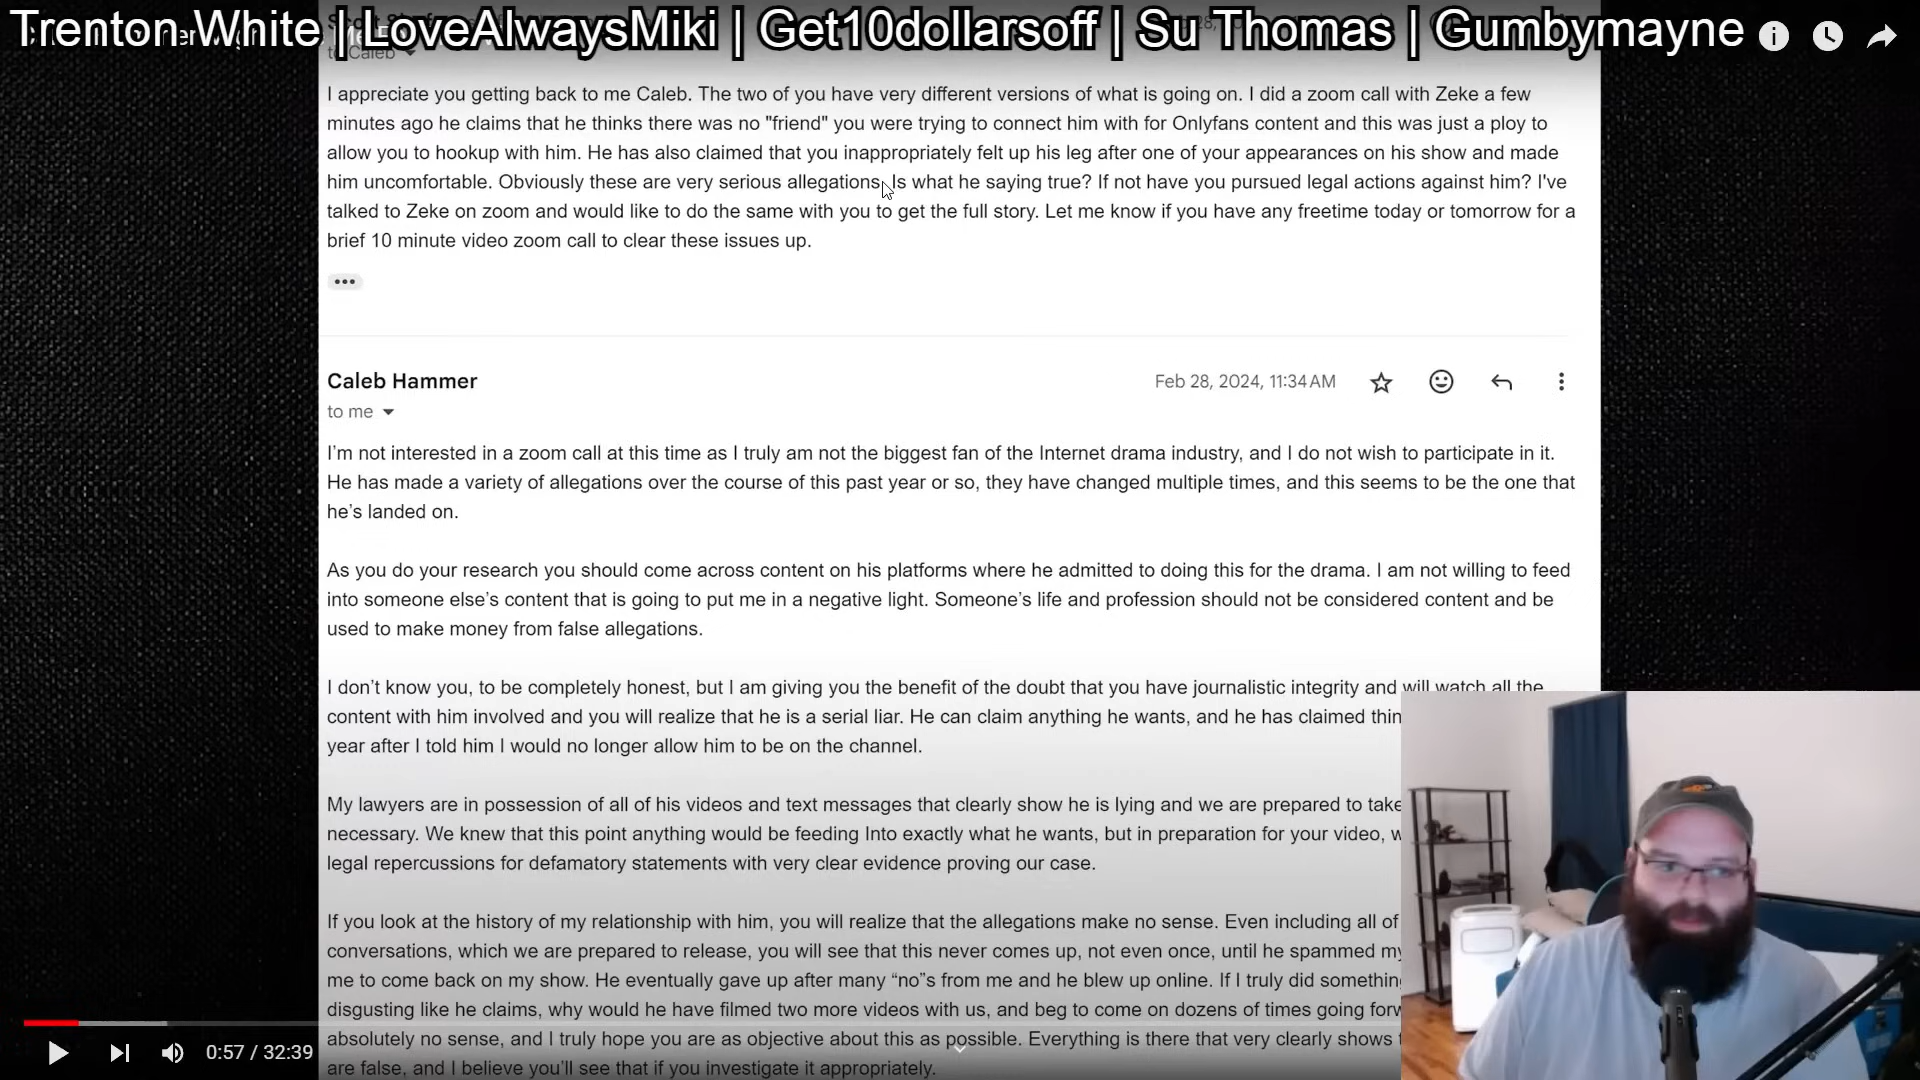 Trenton White | LoveAlwaysMiki | Get10dollarsoff | Su Thomas | Gumbymayne
to Caleb
I appreciate you getting back to me Caleb. The two of you have very different versions of what is going on. I did a zoom call with Zeke a few
minutes ago he claims that he thinks there was no "friend" you were trying to connect him with for Onlyfans content and this was just a ploy to
allow you to hookup with him. He has also claimed that you inappropriately felt up his leg after one of your appearances on his show and made
him uncomfortable. Obviously these are very serious allegations. Is what he saying true? If not have you pursued legal actions against him? I've
talked to Zeke on zoom and would like to do the same with you to get the full story. Let me know if you have any freetime today or tomorrow for a
brief 10 minute video zoom call to clear these issues up.
Caleb Hammer
Feb 28, 2024, 11:34 AM
to me
I'm not interested in a zoom call at this time as I truly am not the biggest fan of the Internet drama industry, and I do not wish to participate in it.
He has made a variety of allegations over the course of this past year or so, they have changed multiple times, and this seems to be the one that
he's landed on.
As you do your research you should come across content on his platforms where he admitted to doing this for the drama. I am not willing to feed
into someone else's content that is going to put me in a negative light. Someone's life and profession should not be considered content and be
used to make money from false allegations.
I don't know you, to be completely honest, but I am giving you the benefit of the doubt that you have journalistic integrity and will watch all the
content with him involved and you will realize that he is a serial liar. He can claim anything he wants, and he has claimed
year after I told him I would no longer allow him to be on the channel.
My lawyers are in possession of all of his videos and text messages that clearly show he is lying and we are prepared to take
necessary. We knew that this point anything would be feeding Into exactly what he wants, but in preparation for your video,
legal repercussions for defamatory statements with very clear evidence proving our case.
If you look at the history of my relationship with him, you will realize that the allegations make no sense. Even including all of
conversations, which we are prepared to release, you will see that this never comes up, not even once, until he spammed
me to come back on my show. He eventually gave up after many “no”s from me and he blew up online. If I truly did
disgusting like he claims, why would he have filmed two more videos with us, and beg to come on dozens of times going
absolutely no sense, and I truly hope you are as objective about this as possible. Everything is there that very clearly shows
are false, and I believe you'll see that if you investigate it appropriately.
0:57 / 32:39